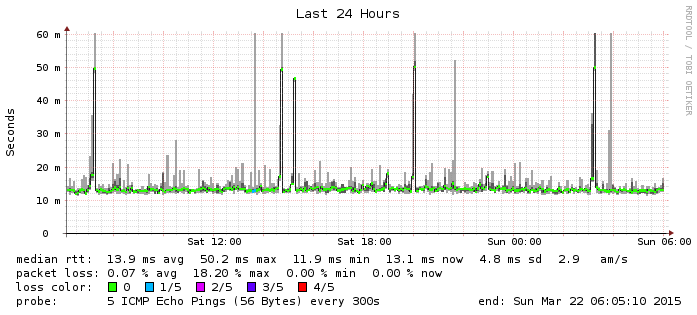 Last 24 Hours
RRDTOOL / TOBI OETIKER
Seconds
60 m
50 m
40 m
30 m
20 m
10 m
0
Sat 12:00 Sat 18:00 Sun 00:00 Sun 06:00
median rtt: 13.9 ms avg 50.2 ms max 11.9 ms min 13.1 ms now 4.8 ms sd 2.9 am/s
packet loss: 0.07 % avg 18.20 % max 0.00 % min 0.00 % now
loss color: 0 1/5 2/5 3/5 4/5
probe: 5 ICMP Echo Pings (56 Bytes) every 300s end: Sun Mar 22 06:05:10 2015